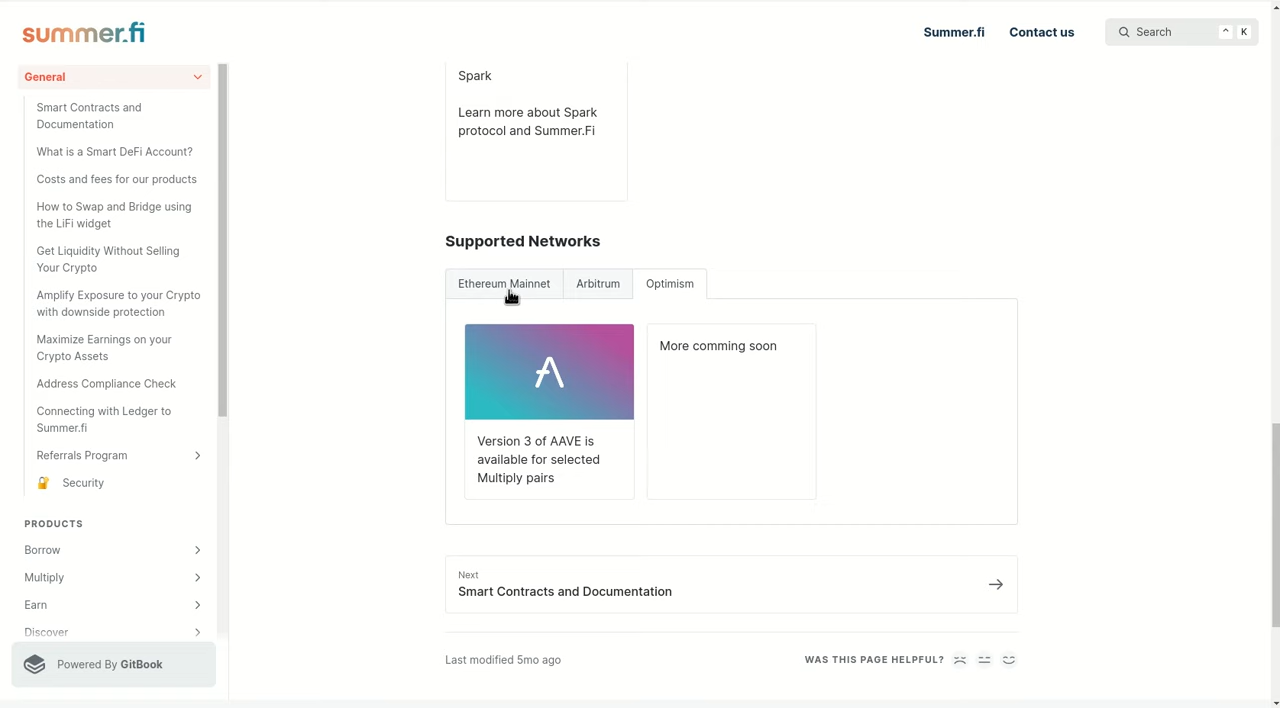 summer.fi
Summer.fi
Contact us
Search
^
K
General
Smart Contracts and
Documentation
What is a Smart DeFi Account?
Costs and fees for our products
How to Swap and Bridge using
the LiFi widget
Get Liquidity Without Selling
Your Crypto
Amplify Exposure to your Crypto
with downside protection
Maximize Earnings on your
Crypto Assets
Address Compliance Check
Connecting with Ledger to
Summer.fi
Referrals Program
Security
PRODUCTS
Borrow
Multiply
Earn
Discover
Powered By GitBook
Spark
Learn more about Spark
protocol and Summer.Fi
Supported Networks
Ethereum Mainnet
Arbitrum
Optimism
Version 3 of AAVE is
available for selected
Multiply pairs
More comming soon
Next
Smart Contracts and Documentation
Last modified 5mo ago
WAS THIS PAGE HELPFUL?